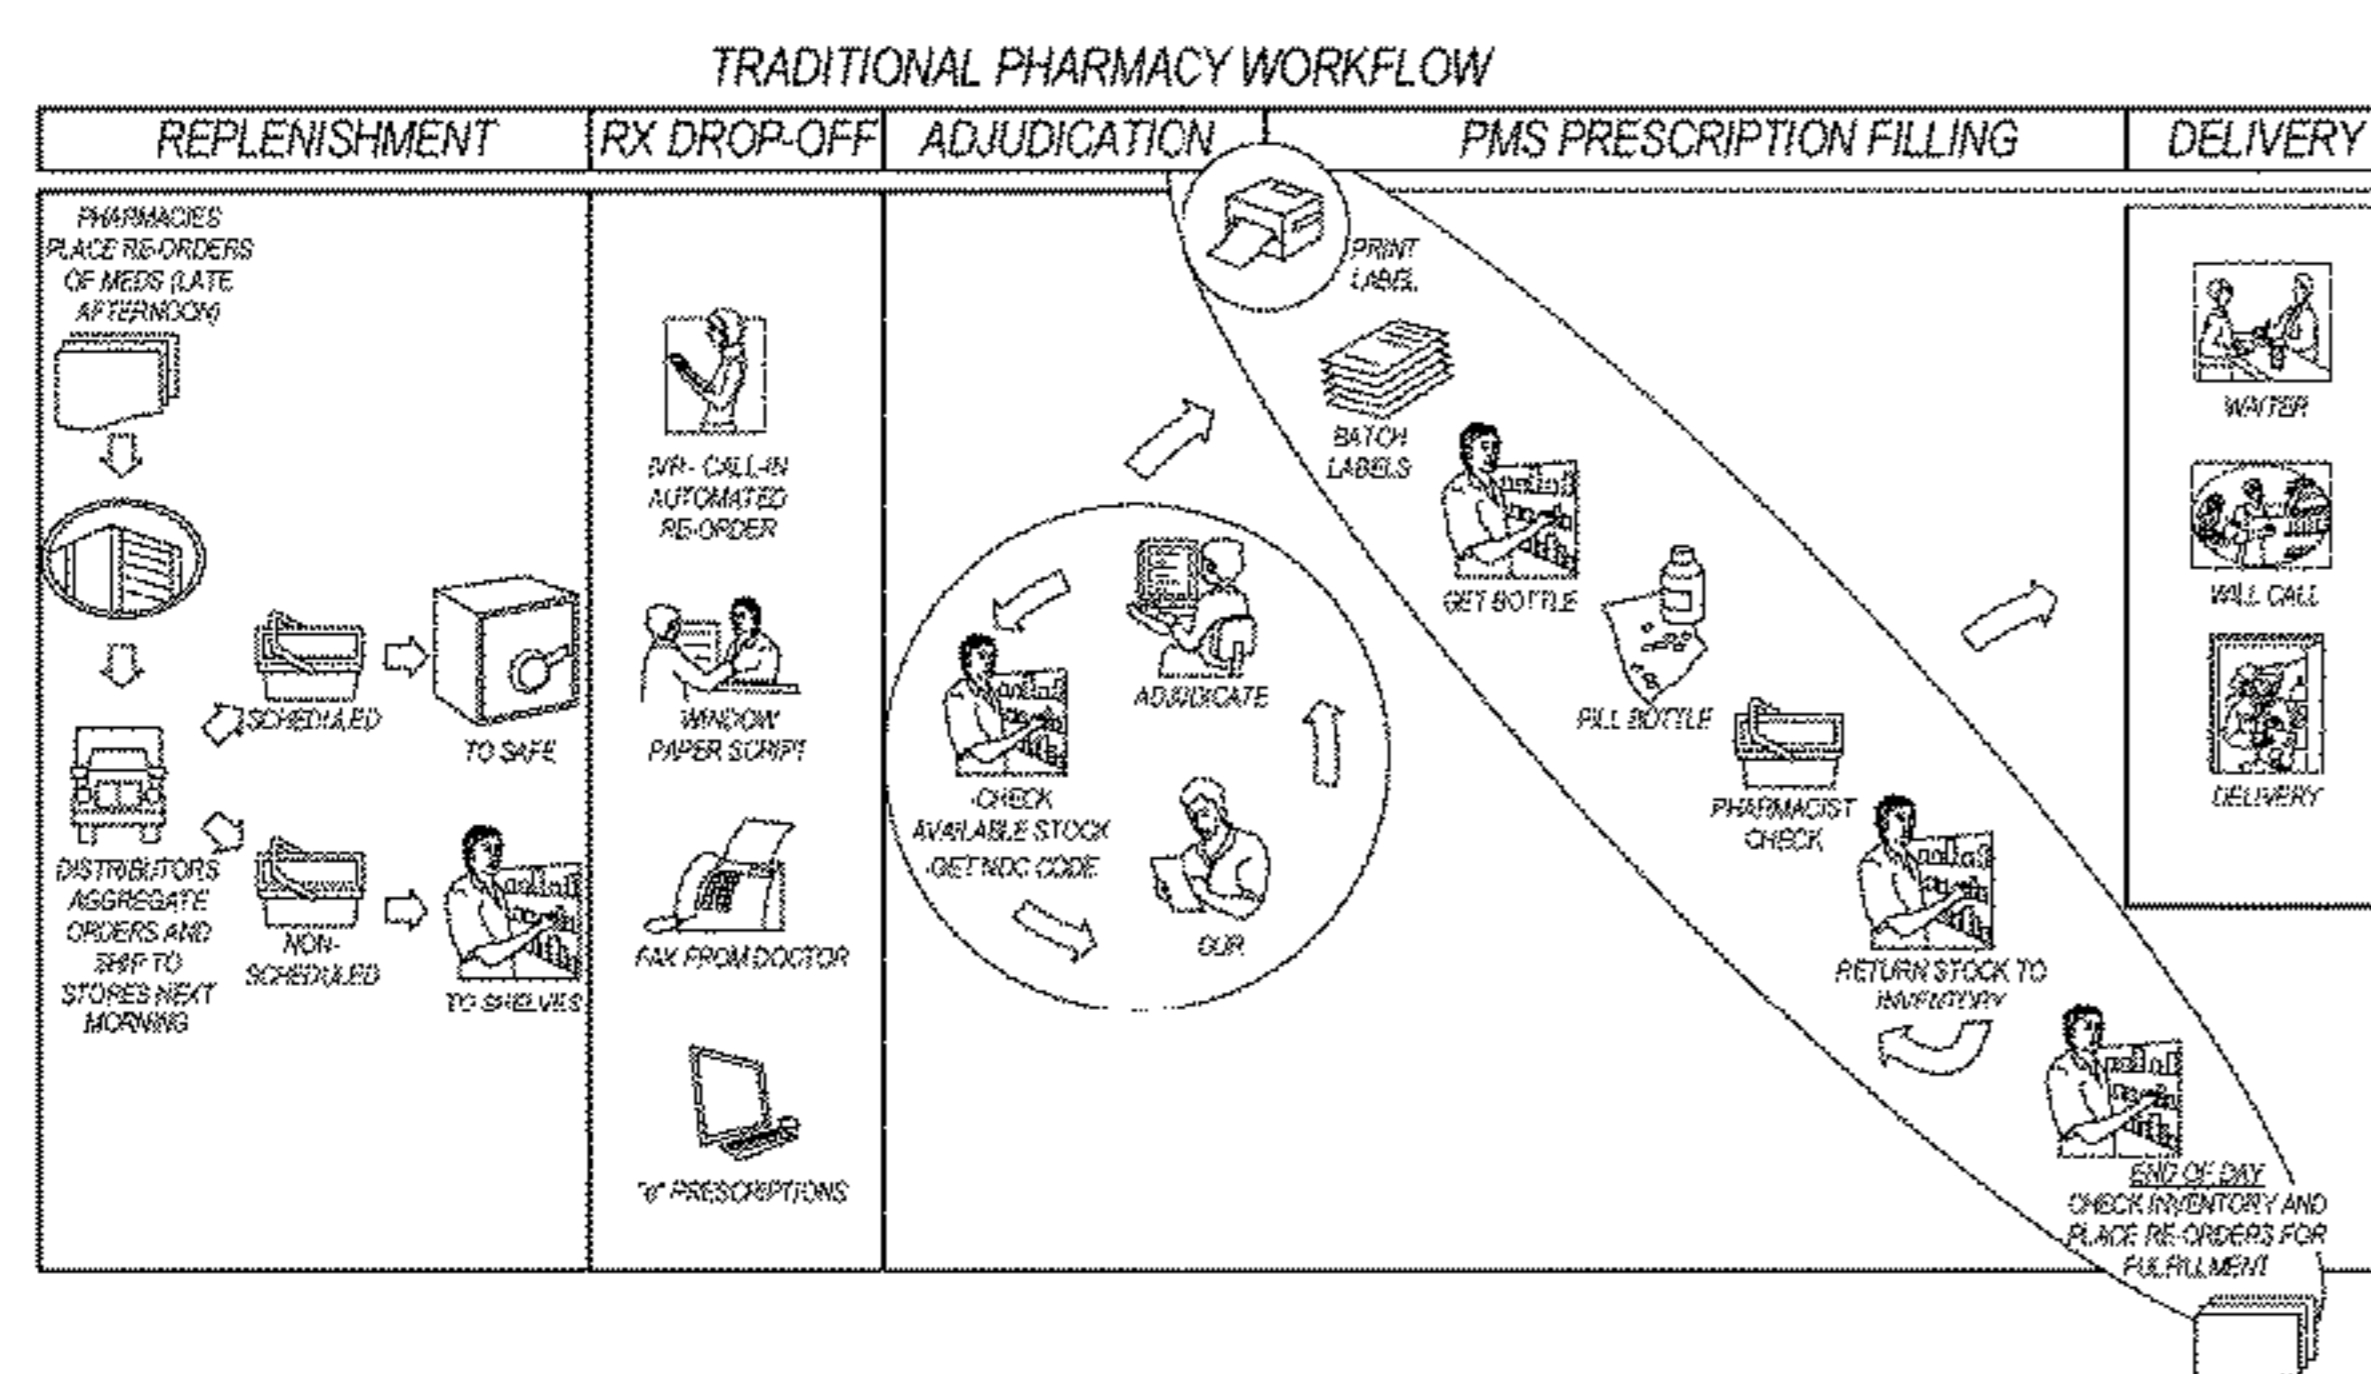 TRADITIONAL PHARMACY WORKFLOW
REPLENISHMENT
RX DROP-OFF
ADJUDICATION
PMS PRESCRIPTION FILLING
DELIVERY
PHARMACIES
PLACE RE-ORDERS
OF MEDS (LATE
AFTERNOON)
SCHEDULED
TO SAFE
DISTRIBUTORS
AGGREGATE
ORDERS AND
SHIP TO
STORES NEXT
MORNING
NON-
SCHEDULED
TO SHELVES
IVR - CALL-IN
AUTOMATED
RE-ORDER
WINDOW
PAPER SCRIPT
FAX FROM DOCTOR
"e" PRESCRIPTIONS
ADJUDICATE
-CHECK
AVAILABLE STOCK
-GET NDC CODE
PRINT
LABEL
BATCH
LABELS
GET BOTTLE
PILL BOTTLE
PHARMACIST
CHECK
RETURN STOCK TO
INVENTORY
END OF DAY
CHECK INVENTORY AND
PLACE RE-ORDERS FOR
FULFILLMENT
WAITER
WILL CALL
DELIVERY